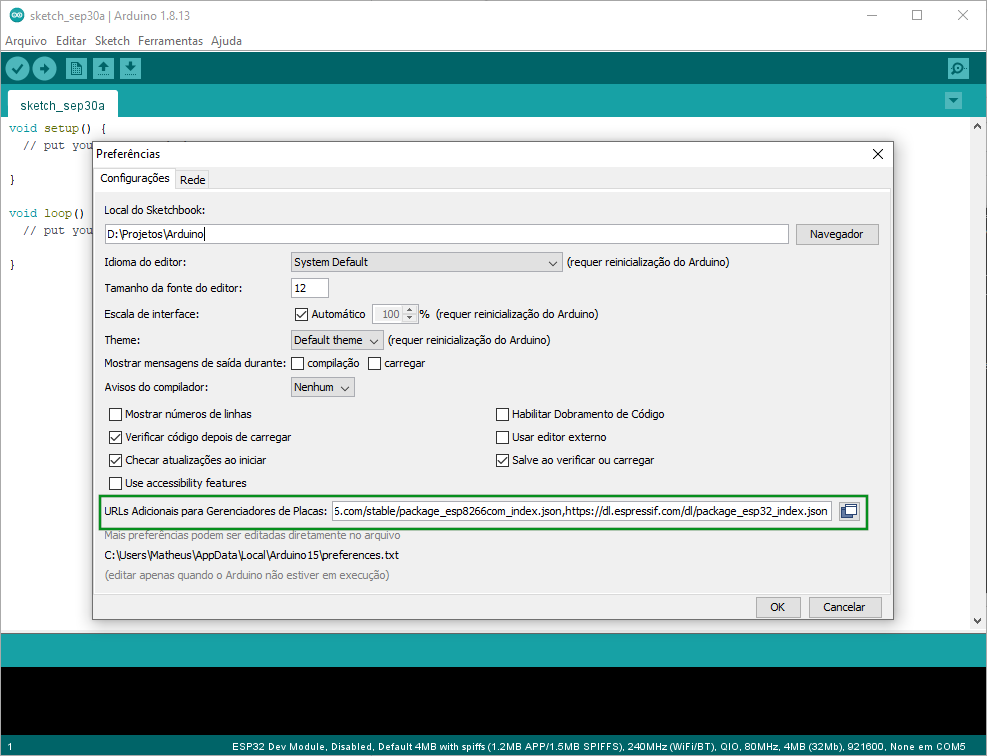 sketch_sep30a | Arduino 1.8.13
Arquivo Editar Sketch Ferramentas Ajuda
sketch_sep30a
void setup() {
// put you
}
void loop()
// put you
}
Preferências
Configurações Rede
Local do Sketchbook:
D:\Projetos\Arduino
Navegador
Idioma do editor: System Default (requer reinicialização do Arduino)
Tamanho da fonte do editor: 12
Escala de interface: Automático 100 % (requer reinicialização do Arduino)
Theme: Default theme (requer reinicialização do Arduino)
Mostrar mensagens de saída durante: compilação carregar
Avisos do compilador: Nenhum
Mostrar números de linhas Habilitar Dobramento de Código
Verificar código depois de carregar Usar editor externo
Checar atualizações ao iniciar Salve ao verificar ou carregar
Use accessibility features
URLs Adicionais para Gerenciadores de Placas: 6.com/stable/package_esp8266com_index.json,https://dl.espressif.com/dl/package_esp32_index.json
Mais preferências podem ser editadas diretamente no arquivo
C:\Users\Matheus\AppData\Local\Arduino15\preferences.txt
(editar apenas quando o Arduino não estiver em execução)
OK Cancelar
1 ESP32 Dev Module, Disabled, Default 4MB with spiffs (1.2MB APP/1.5MB SPIFFS), 240MHz (WiFi/BT), QIO, 80MHz, 4MB (32Mb), 921600, None em COM5